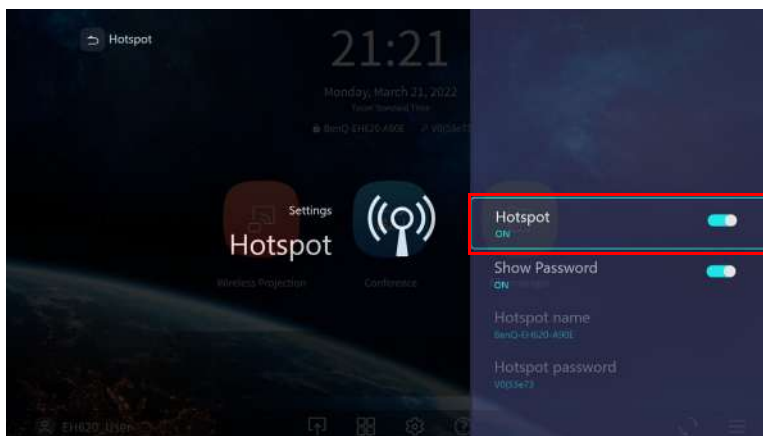 Hotspot
21:21
Monday, March 21, 2022
BenQ-EH620-A90E
Settings
Hotspot
Wireless Projection
Conference
Hotspot
ON
Show Password
ON
Hotspot name
BenQ-EH620-A90E
Hotspot password
EH620_User